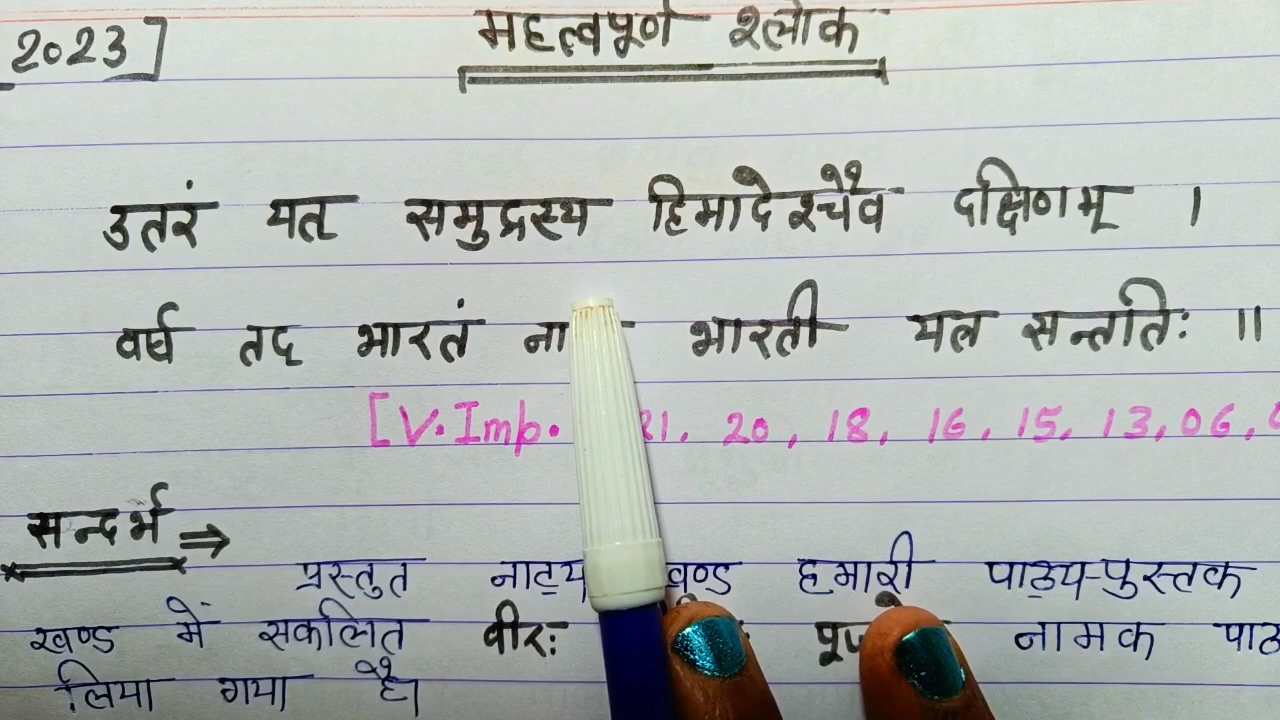 2023]
महत्वपूर्ण श्लोक
उतरं यत् समुद्रस्य हिमादेश्चैव दक्षिणम् ।
वर्ष तद् भारतं भारती यत्र सन्ततिः ॥
[V.Imp. 21, 20, 18, 16, 15, 13, 06,
सन्दर्भ ⇒
प्रस्तुत नाट्य खण्ड हमारी पाठ्य-पुस्तक
खण्ड में संकलित वीरः नामक
लिया गया है।